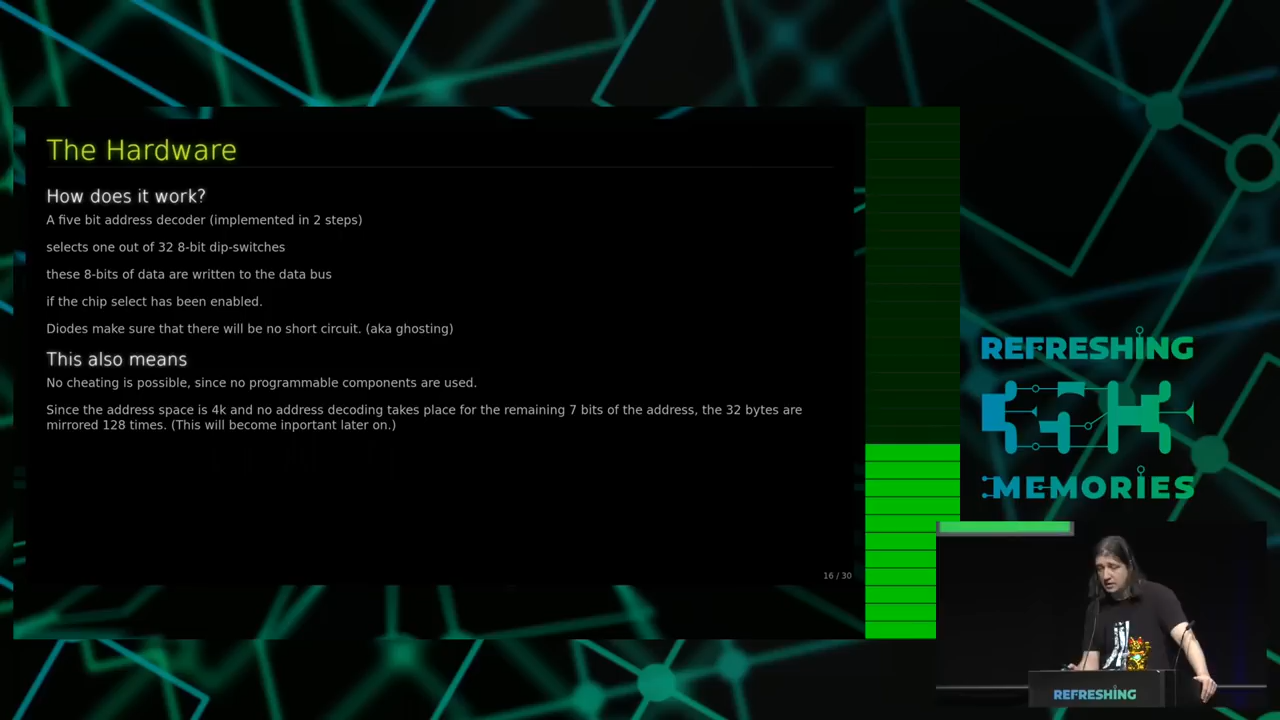 The Hardware
How does it work?
A five bit address decoder (implemented in 2 steps)
selects one out of 32 8-bit dip-switches
these 8-bits of data are written to the data bus
if the chip select has been enabled.
Diodes make sure that there will be no short circuit. (aka ghosting)
This also means
No cheating is possible, since no programmable components are used.
Since the address space is 4k and no address decoding takes place for the remaining 7 bits of the address, the 32 bytes are
mirrored 128 times. (This will become inportant later on.)
16 / 30
REFRESHING
MEMORIES
REFRESHING